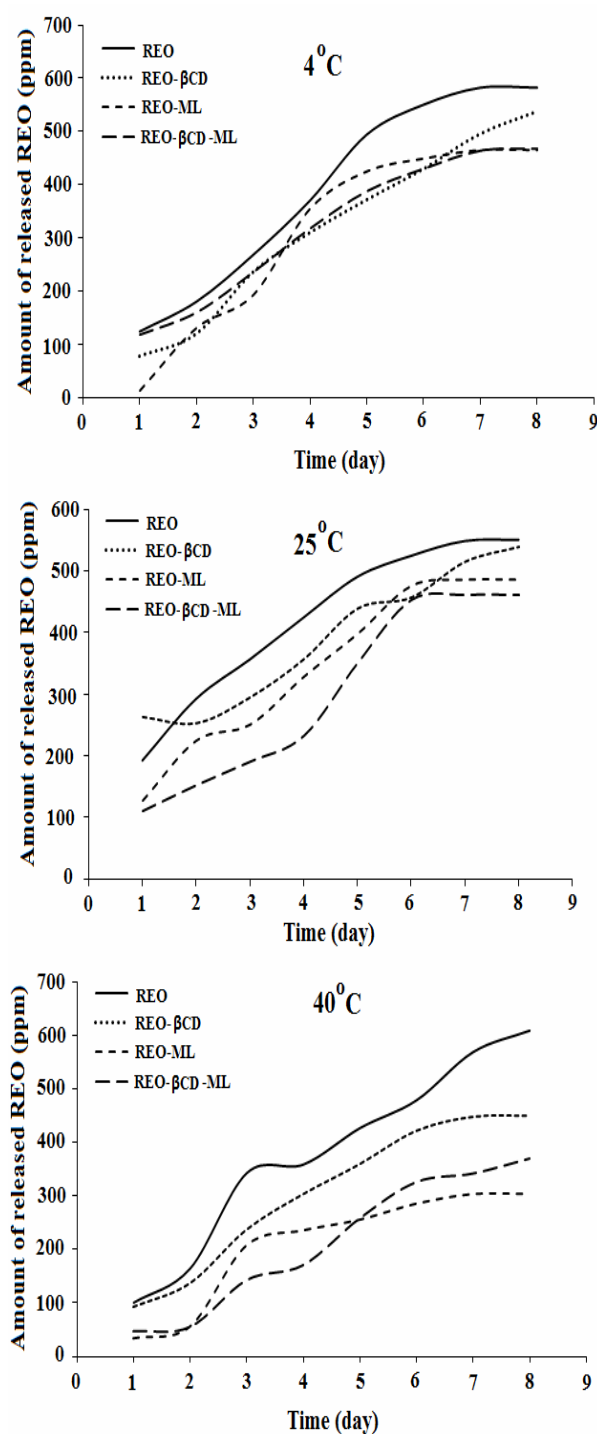 700
600
500
400
300
200
100
0
Amount of released REO (ppm)
4°C
REO
REO-βCD
REO-ML
REO-βCD-ML
0 1 2 3 4 5 6 7 8 9
Time (day)
600
500
400
300
200
100
0
Amount of released REO (ppm)
25°C
REO
REO-βCD
REO-ML
REO-βCD-ML
0 1 2 3 4 5 6 7 8 9
Time (day)
700
600
500
400
300
200
100
0
Amount of released REO (ppm)
40°C
REO
REO-βCD
REO-ML
REO-βCD-ML
0 1 2 3 4 5 6 7 8 9
Time (day)